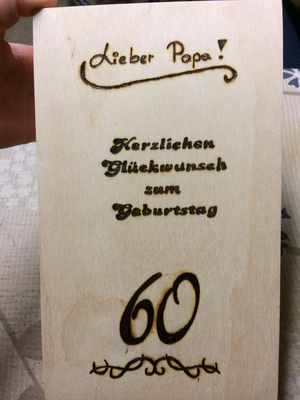 Lieber Papa!
Herzlichen
Glückwunsch
zum
Geburtstag
60